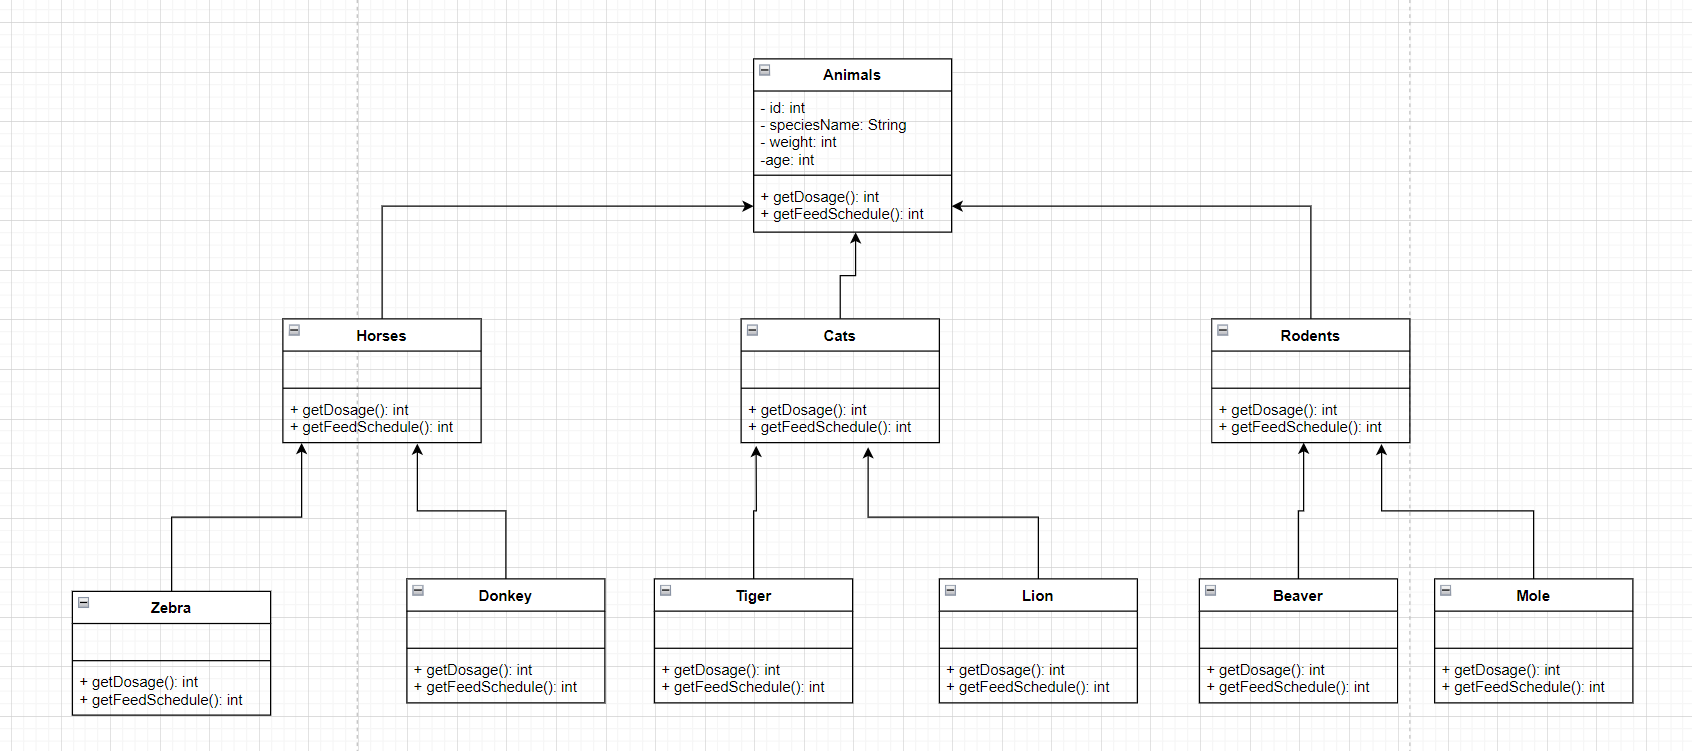 Animals
- id: int
- speciesName: String
- weight: int
-age: int
+ getDosage(): int
+ getFeedSchedule(): int
Horses
+ getDosage(): int
+ getFeedSchedule(): int
Cats
+ getDosage(): int
+ getFeedSchedule(): int
Rodents
+ getDosage(): int
+ getFeedSchedule(): int
Zebra
+ getDosage(): int
+ getFeedSchedule(): int
Donkey
+ getDosage(): int
+ getFeedSchedule(): int
Tiger
+ getDosage(): int
+ getFeedSchedule(): int
Lion
+ getDosage(): int
+ getFeedSchedule(): int
Beaver
+ getDosage(): int
+ getFeedSchedule(): int
Mole
+ getDosage(): int
+ getFeedSchedule(): int